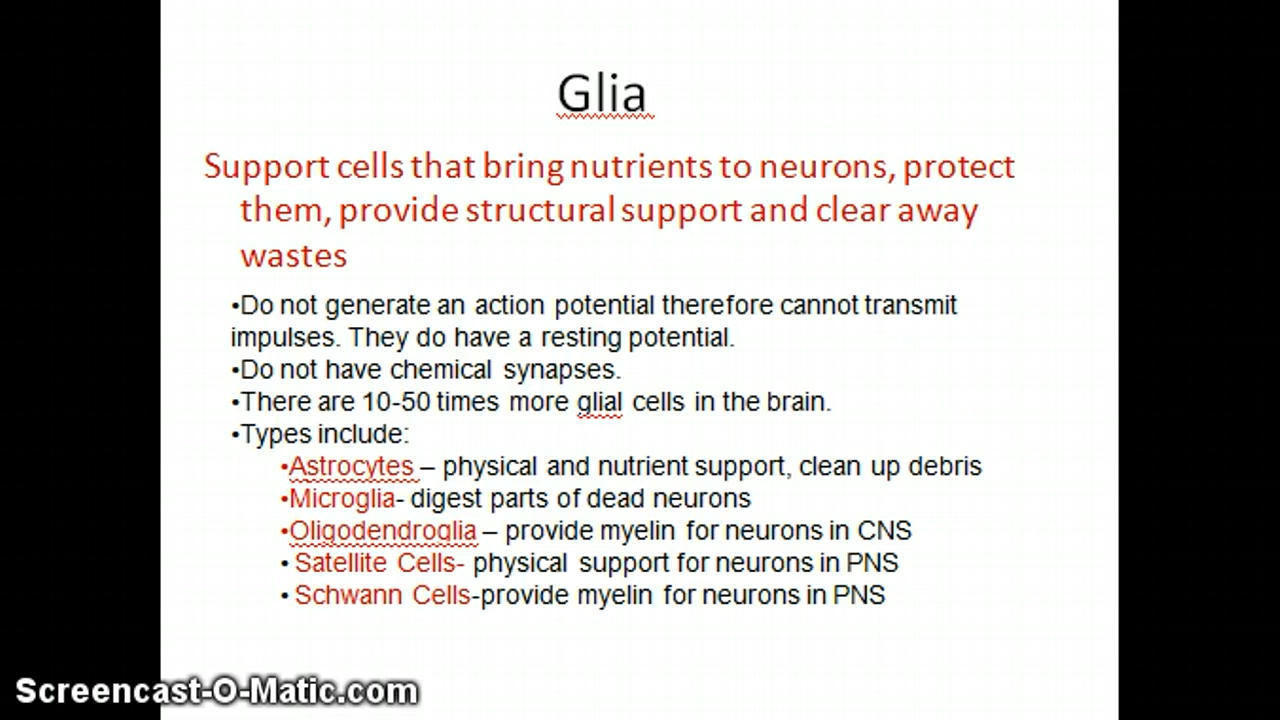 Glia
Support cells that bring nutrients to neurons, protect
them, provide structural support and clear away
wastes
•Do not generate an action potential therefore cannot transmit
impulses. They do have a resting potential.
•Do not have chemical synapses.
•There are 10-50 times more glial cells in the brain.
•Types include:
•Astrocytes – physical and nutrient support, clean up debris
•Microglia- digest parts of dead neurons
•Oligodendroglia – provide myelin for neurons in CNS
• Satellite Cells- physical support for neurons in PNS
• Schwann Cells-provide myelin for neurons in PNS
Screencast-O-Matic.com